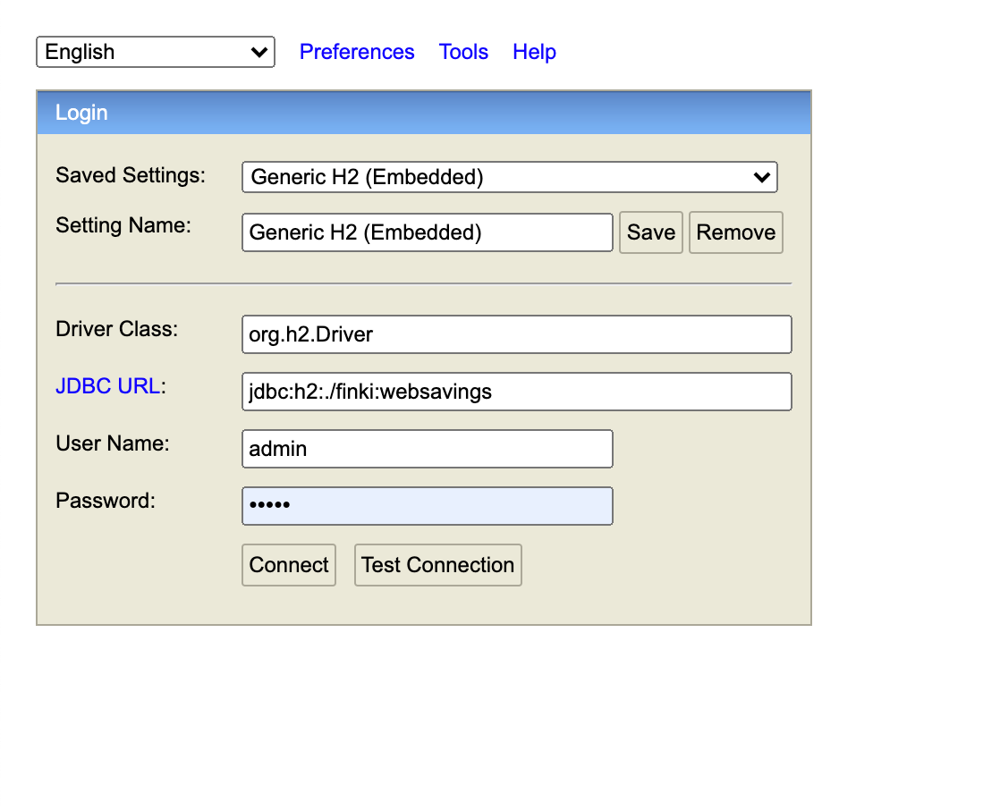 English Preferences Tools Help
Login
Saved Settings: Generic H2 (Embedded)
Setting Name: Generic H2 (Embedded) Save Remove
Driver Class: org.h2.Driver
JDBC URL: jdbc:h2:./finki:websavings
User Name: admin
Password: •••••
Connect Test Connection